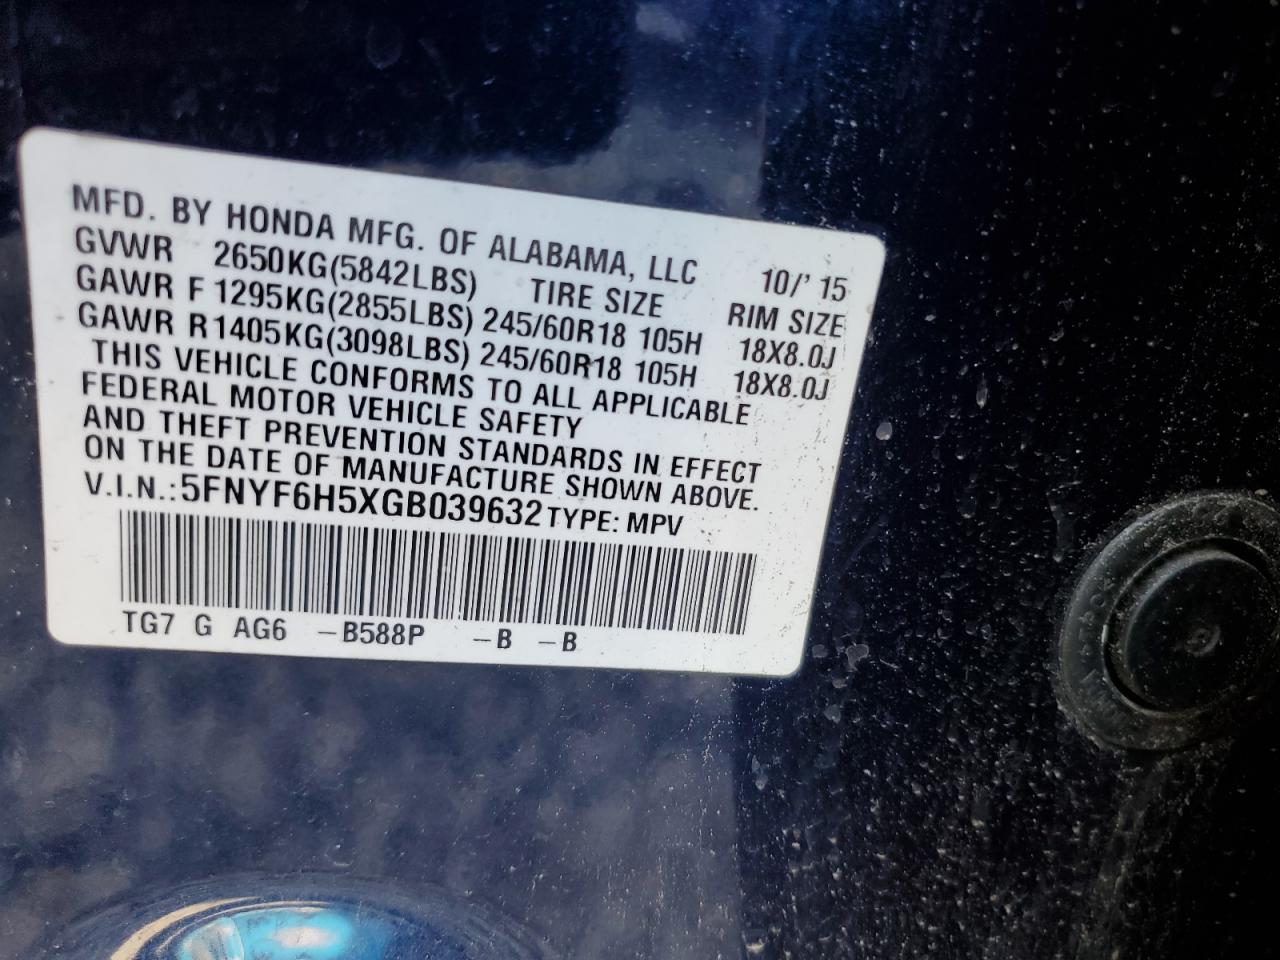 MFD. BY HONDA MFG. OF ALABAMA, LLC 10/' 15
GVWR 2650KG(5842LBS) TIRE SIZE RIM SIZE
GAWR F 1295KG(2855LBS) 245/60R18 105H 18X8.0J
GAWR R1405KG(3098LBS) 245/60R18 105H 18X8.0J
THIS VEHICLE CONFORMS TO ALL APPLICABLE
FEDERAL MOTOR VEHICLE SAFETY
AND THEFT PREVENTION STANDARDS IN EFFECT
ON THE DATE OF MANUFACTURE SHOWN ABOVE.
V.I.N.:5FNYF6H5XGB039632 TYPE: MPV
TG7 G AG6 -B588P -B -B